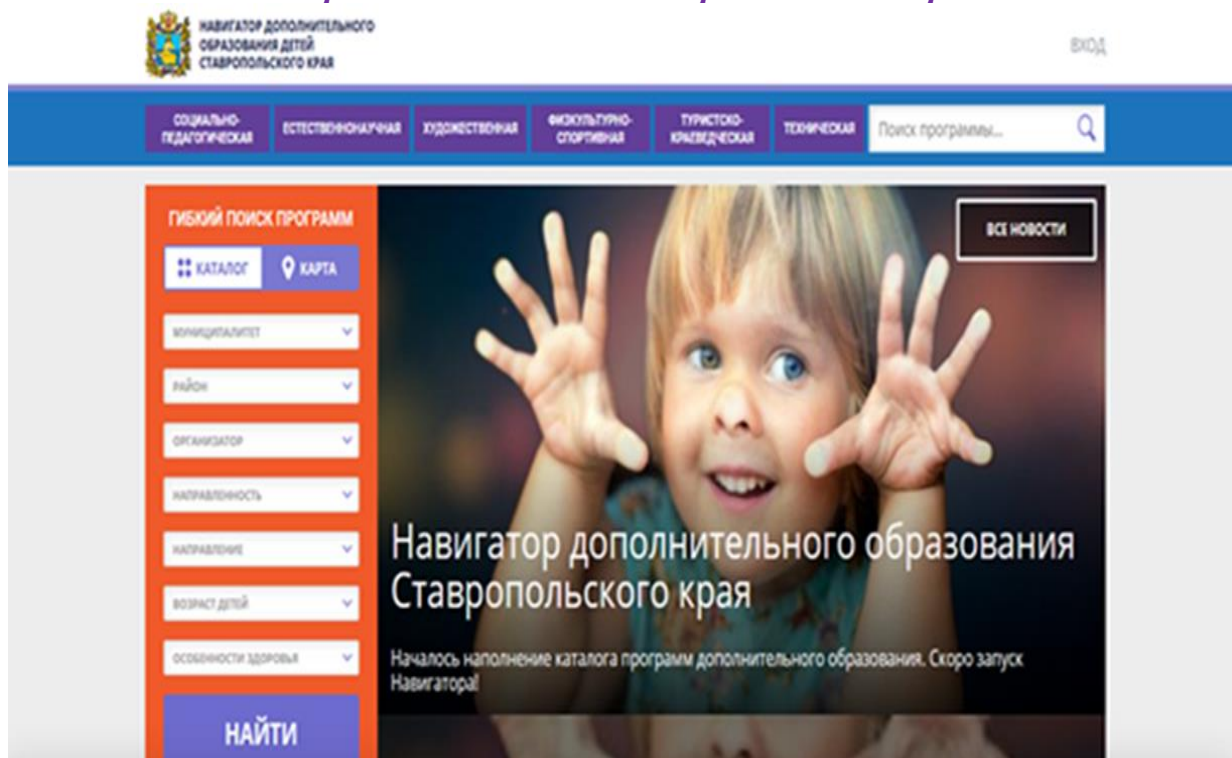 НАВИГАТОР ДОПОЛНИТЕЛЬНОГО
ОБРАЗОВАНИЯ ДЕТЕЙ
СТАВРОПОЛЬСКОГО КРАЯ
ВХОД
СОЦИАЛЬНО-
ПЕДАГОГИЧЕСКАЯ
ЕСТЕСТВЕННОНАУЧНАЯ
ХУДОЖЕСТВЕННАЯ
ФИЗКУЛЬТУРНО-
СПОРТИВНАЯ
ТУРИСТСКО-
КРАЕВЕДЧЕСКАЯ
ТЕХНИЧЕСКАЯ
Поиск программы...
ГИБКИЙ ПОИСК ПРОГРАММ
КАТАЛОГ
КАРТА
МУНИЦИПАЛИТЕТ
РАЙОН
ОРГАНИЗАТОР
НАПРАВЛЕННОСТЬ
НАПРАВЛЕНИЕ
ВОЗРАСТ ДЕТЕЙ
ОСОБЕННОСТИ ЗДОРОВЬЯ
НАЙТИ
ВСЕ НОВОСТИ
Навигатор дополнительного образования
Ставропольского края
Началось наполнение каталога программ дополнительного образования. Скоро запуск
Навигатора!